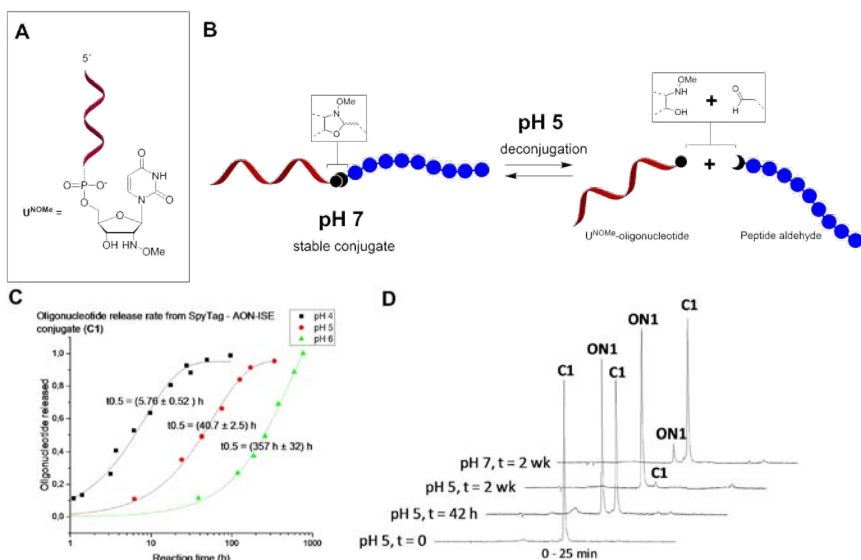 A
5´
O
O
P
O-
O
O
NH
N
O
O
U^NOMe =
OH
HN
OMe
B
OMe
N
O
pH 7
stable conjugate
pH 5
deconjugation
OMe
NH
OH
+
O
H
+
U^NOMe-oligonucleotide
Peptide aldehyde
C
Oligonucleotide release rate from SpyTag - AON-ISE
conjugate (C1)
pH 4
pH 5
pH 6
Oligonucleotide released
1,0
0,8
0,6
0,4
0,2
0,0
t0.5 = (5.76 ± 0.52 ) h
t0.5 = (40.7 ± 2.5) h
t0.5 = (357 h ± 32) h
1
10
100
1000
Reaction time (h)
D
C1
ON1
C1
ON1
C1
ON1
C1
pH 7, t = 2 wk
pH 5, t = 2 wk
pH 5, t = 42 h
pH 5, t = 0
0 - 25 min